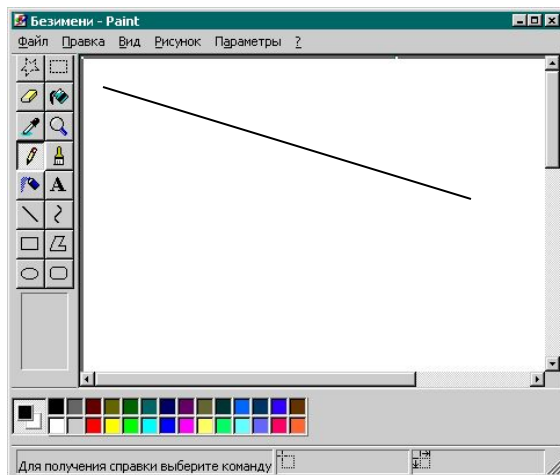 Безимени - Paint
Файл Правка Вид Рисунок Параметры ?
A
Для получения справки выберите команду